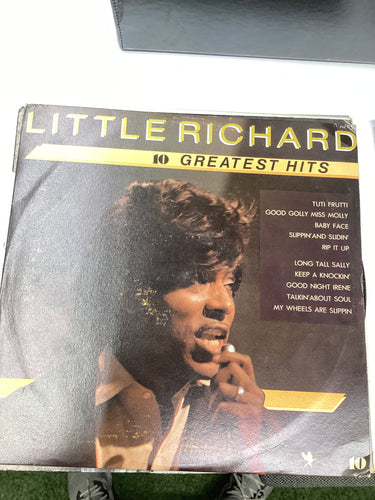 LITTLE RICHARD
10 GREATEST HITS
TUTI FRUTTI
GOOD GOLLY MISS MOLLY
BABY FACE
SLIPPIN'AND SLIDIN'
RIP IT UP
LONG TALL SALLY
KEEP A KNOCKIN'
GOOD NIGHT IRENE
TALKIN'ABOUT SOUL
MY WHEELS ARE SLIPPIN
10